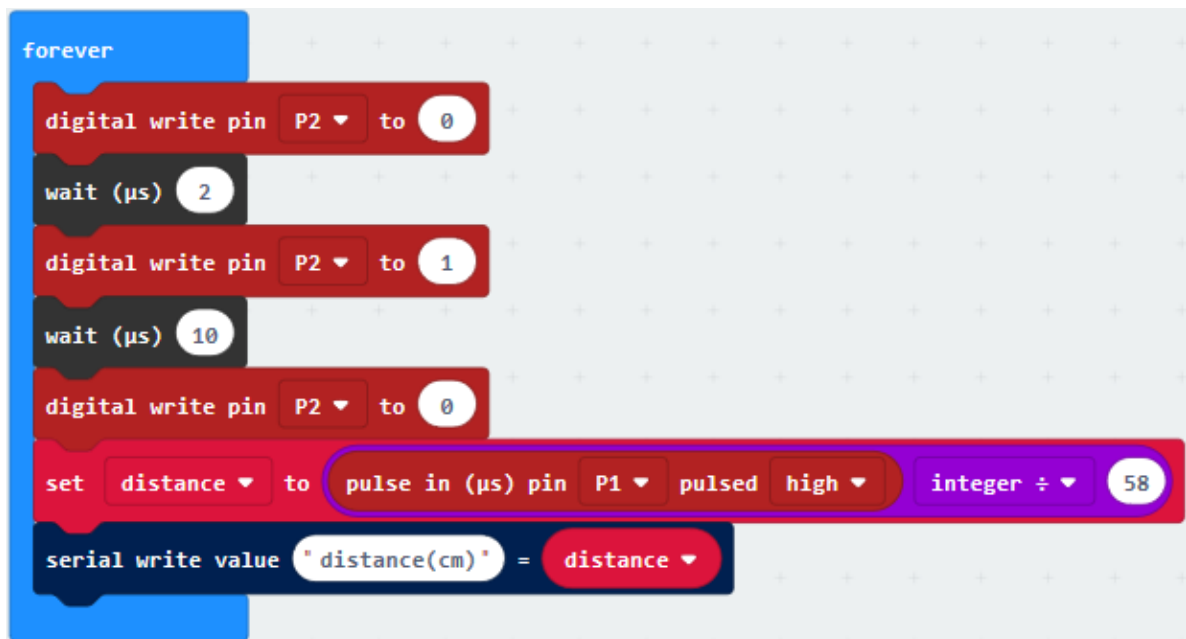 forever
digital write pin P2 to 0
wait (µs) 2
digital write pin P2 to 1
wait (µs) 10
digital write pin P2 to 0
set distance to pulse in (µs) pin P1 pulsed high integer ÷ 58
serial write value "distance(cm)" = distance